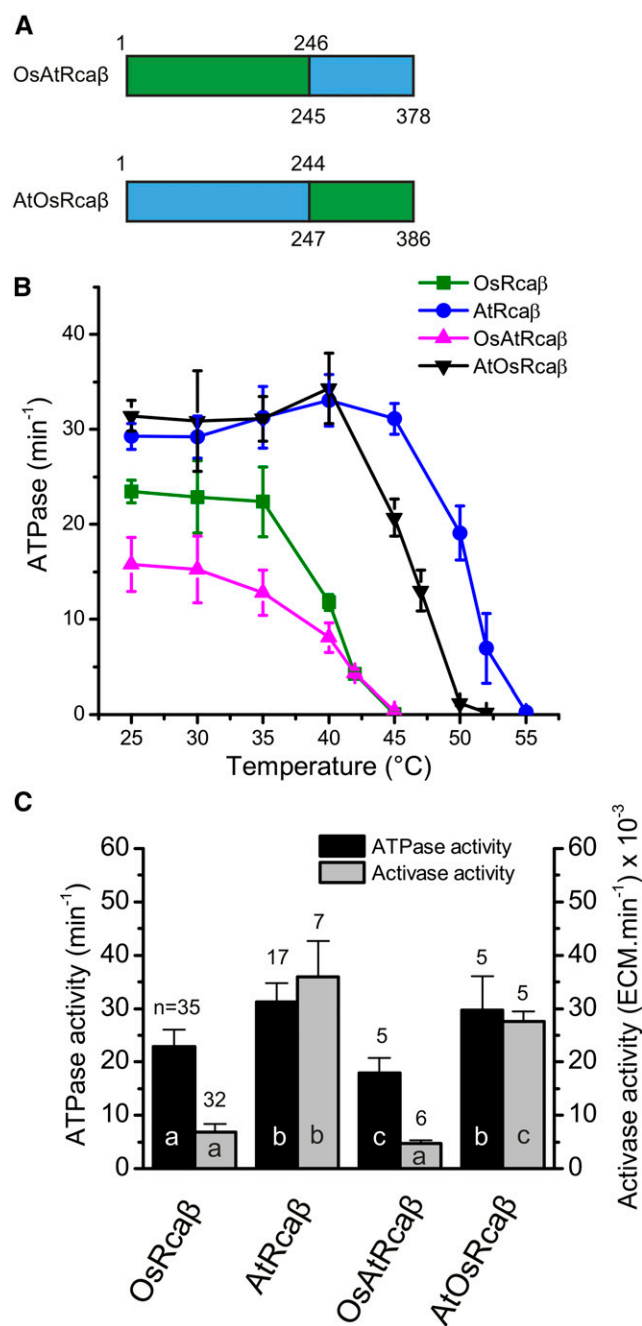 A
1 246
OsAtRcaβ
245 378
1 244
AtOsRcaβ
247 386
B
OsRcaβ
AtRcaβ
OsAtRcaβ
AtOsRcaβ
ATPase (min⁻¹)
40
30
20
10
0
25 30 35 40 45 50 55
Temperature (°C)
C
ATPase activity
Activase activity
ATPase activity (min⁻¹)
60
50
40
30
20
10
0
n=35
32
17
7
5
6
5
5
a a b b c a b c
60
50
40
30
20
10
0
Activase activity (ECM.min⁻¹) x 10⁻³
OsRcaβ
AtRcaβ
OsAtRcaβ
AtOsRcaβ